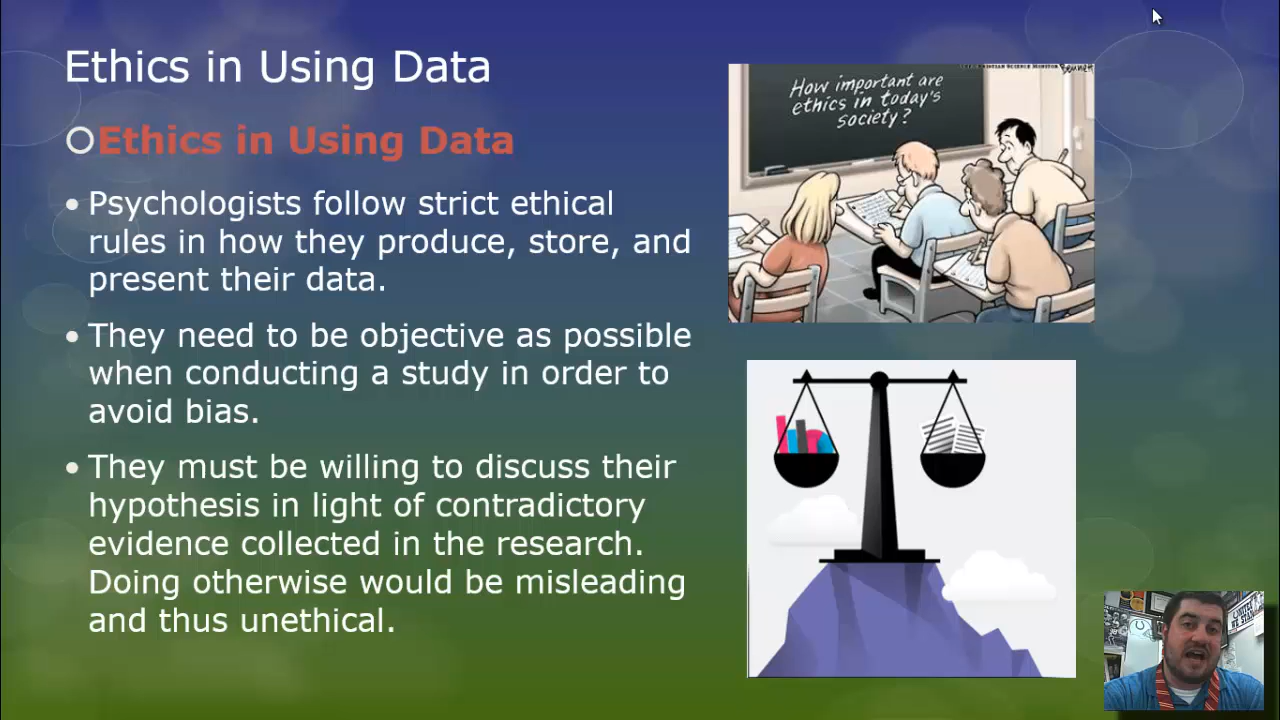 Ethics in Using Data
Ethics in Using Data
Psychologists follow strict ethical
rules in how they produce, store, and
present their data.
They need to be objective as possible
when conducting a study in order to
avoid bias.
They must be willing to discuss their
hypothesis in light of contradictory
evidence collected in the research.
Doing otherwise would be misleading
and thus unethical.
How important are
ethics in today's
society?